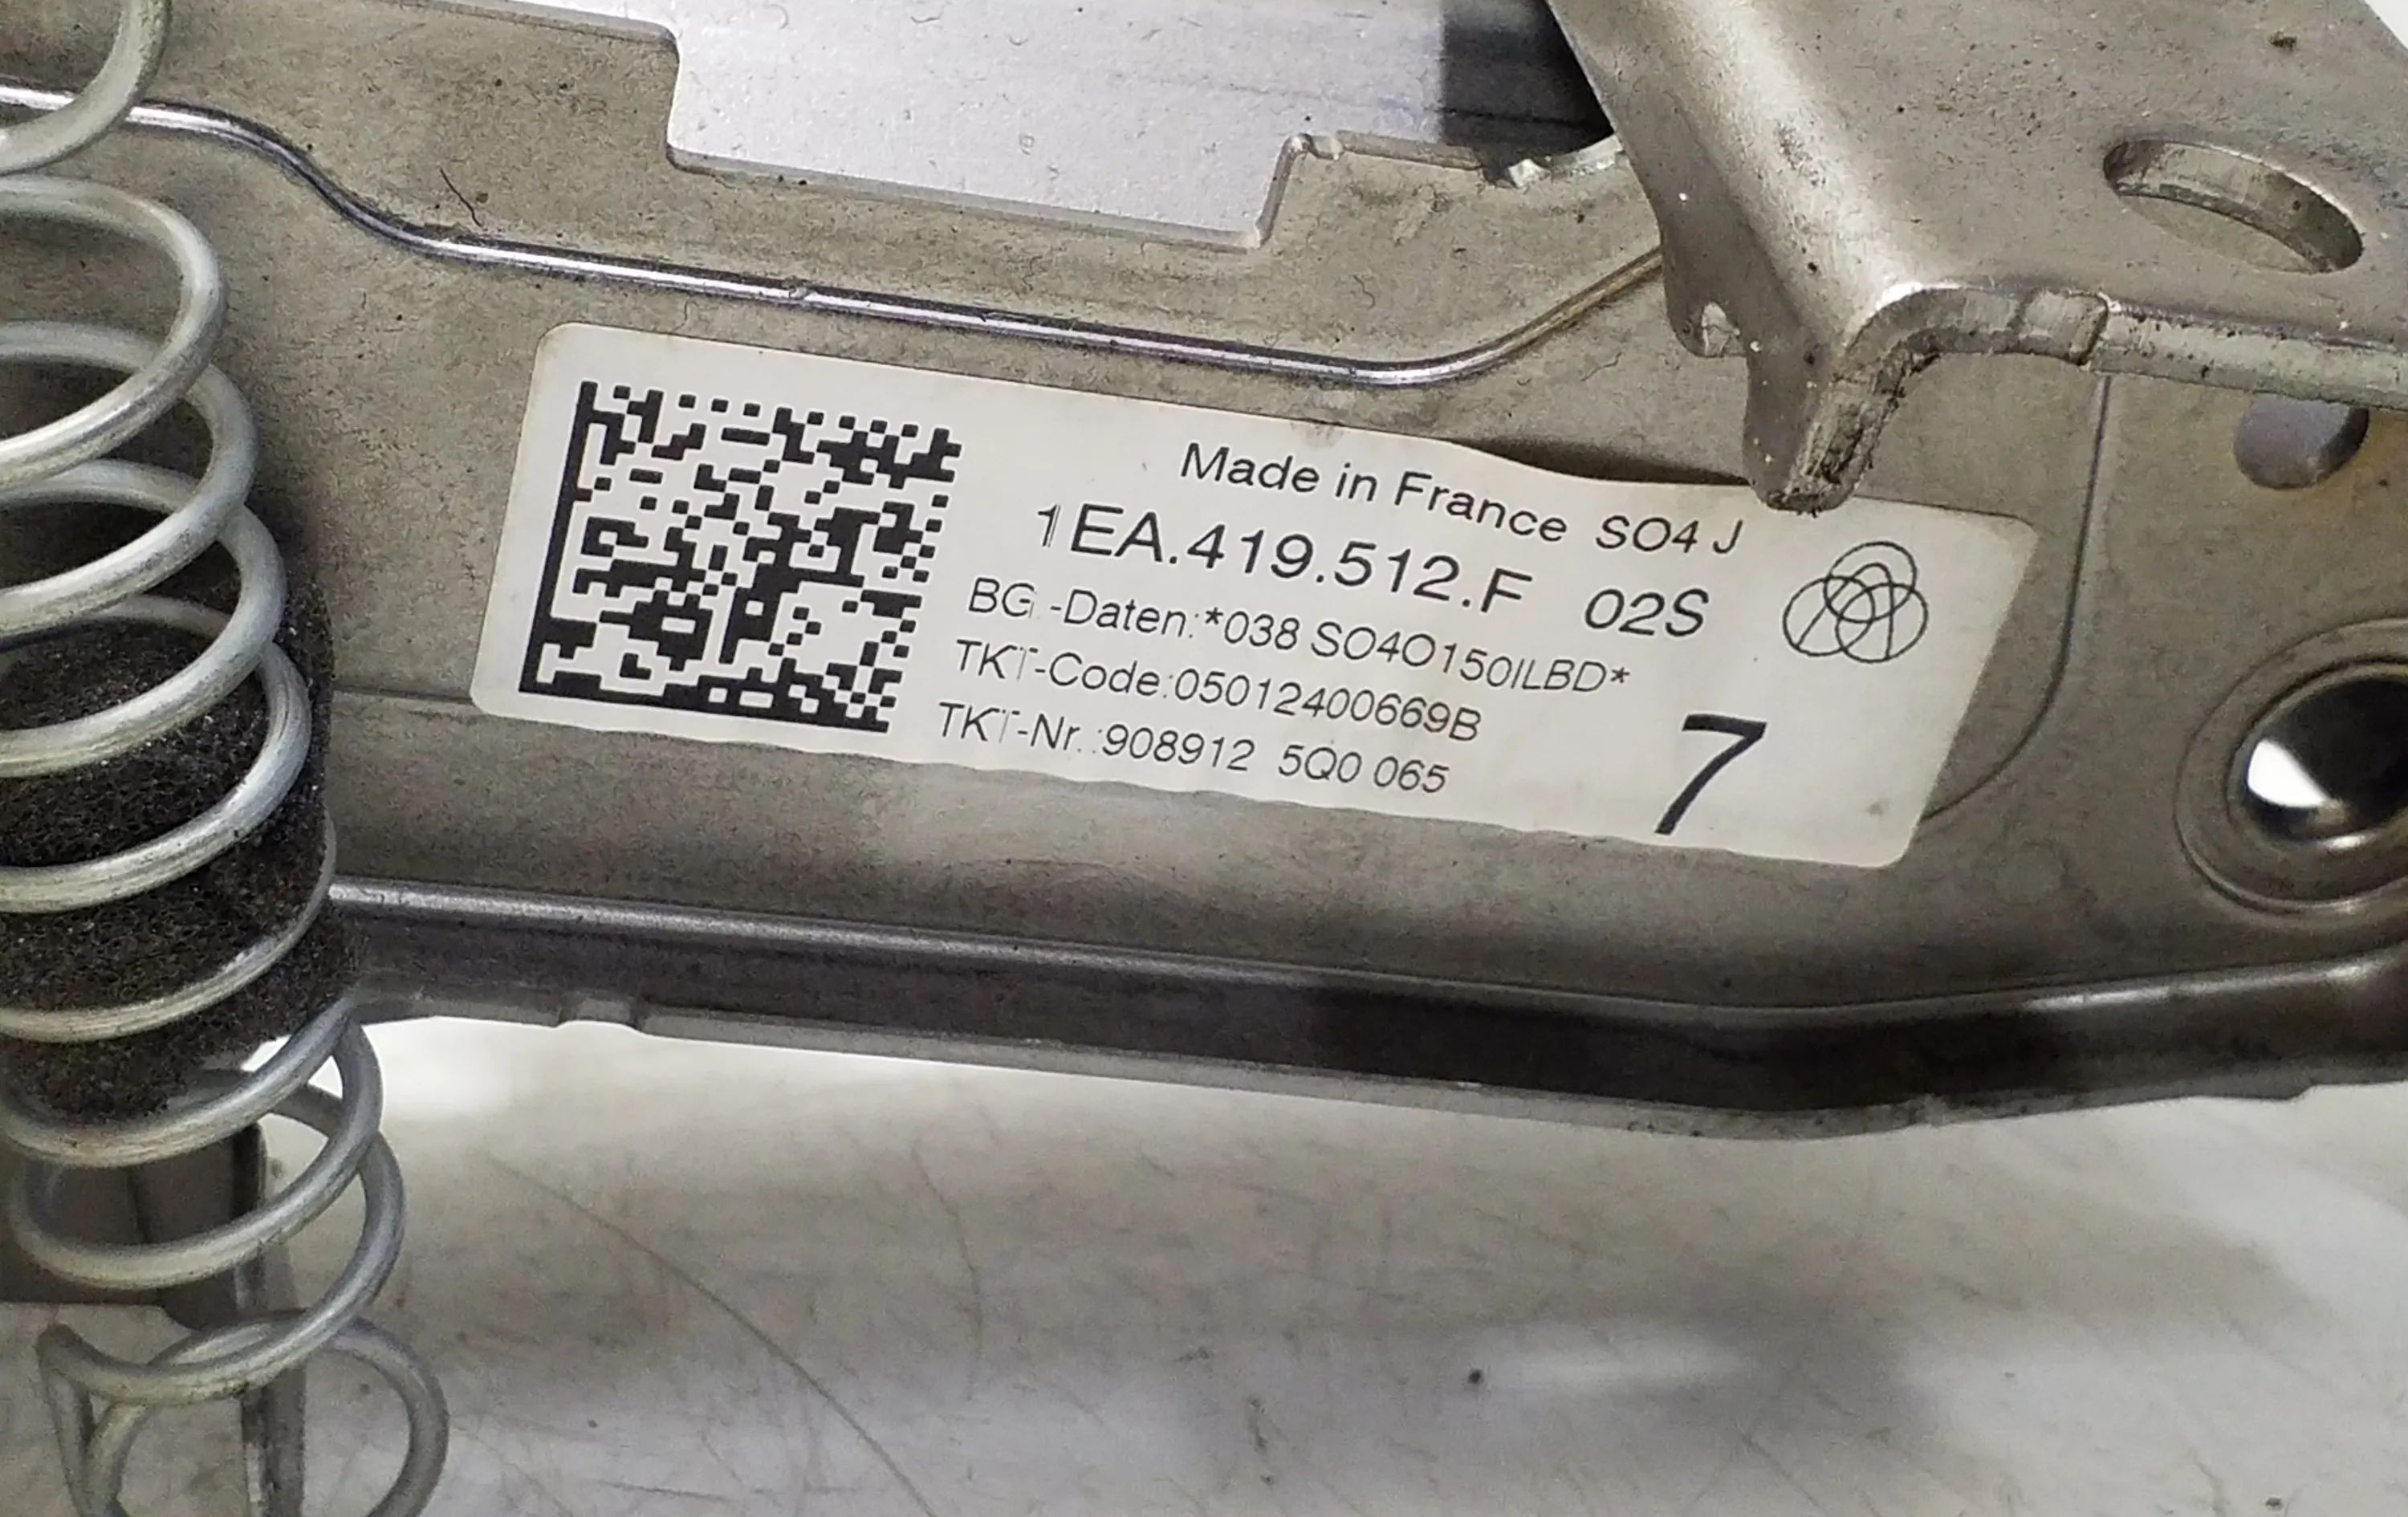 Made in France SO4 J
1EA.419.512.F 02S
BG.-Daten:*038 SO4O150ILBD*
TKT-Code:05012400669B
TKT-Nr.:908912 5Q0 065
7